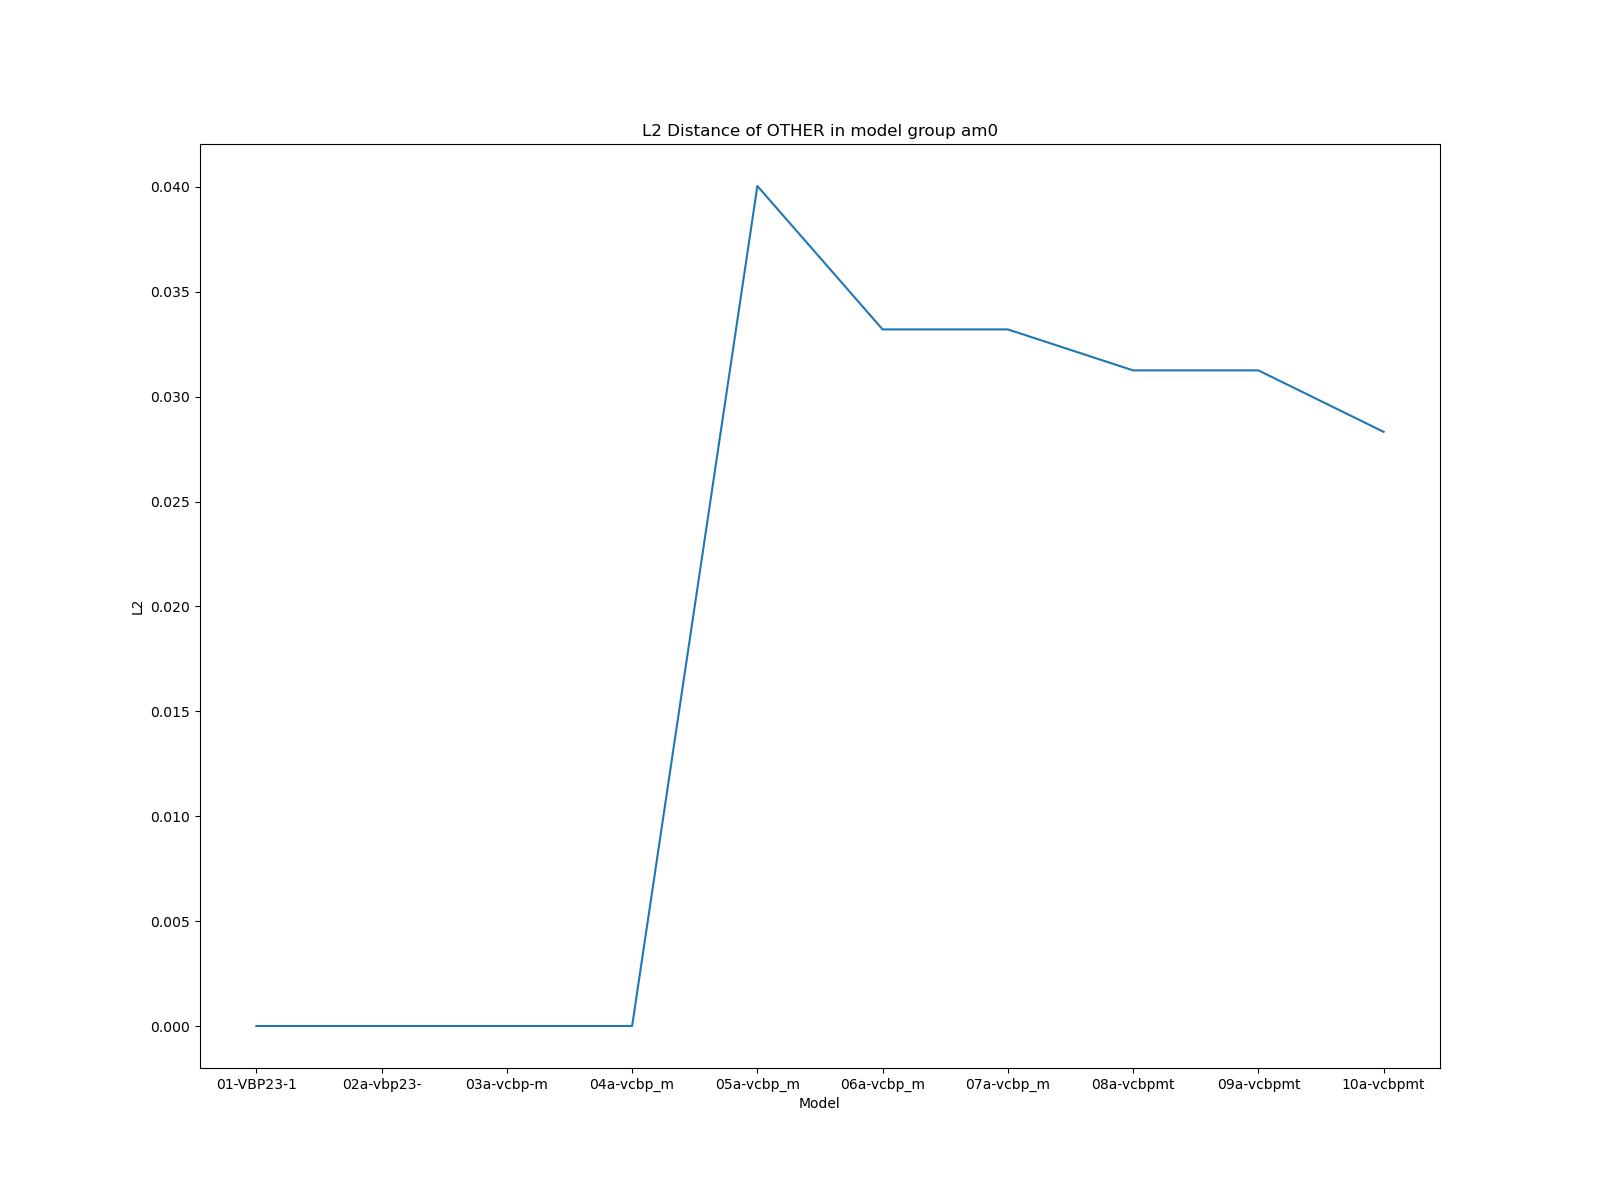 L2 Distance of OTHER in model group am0
0.040
0.035
0.030
0.025
0.020
0.015
0.010
0.005
0.000
L2
01-VBP23-1 02a-vbp23- 03a-vcbp-m 04a-vcbp_m 05a-vcbp_m 06a-vcbp_m 07a-vcbp_m 08a-vcbpmt 09a-vcbpmt 10a-vcbpmt
Model